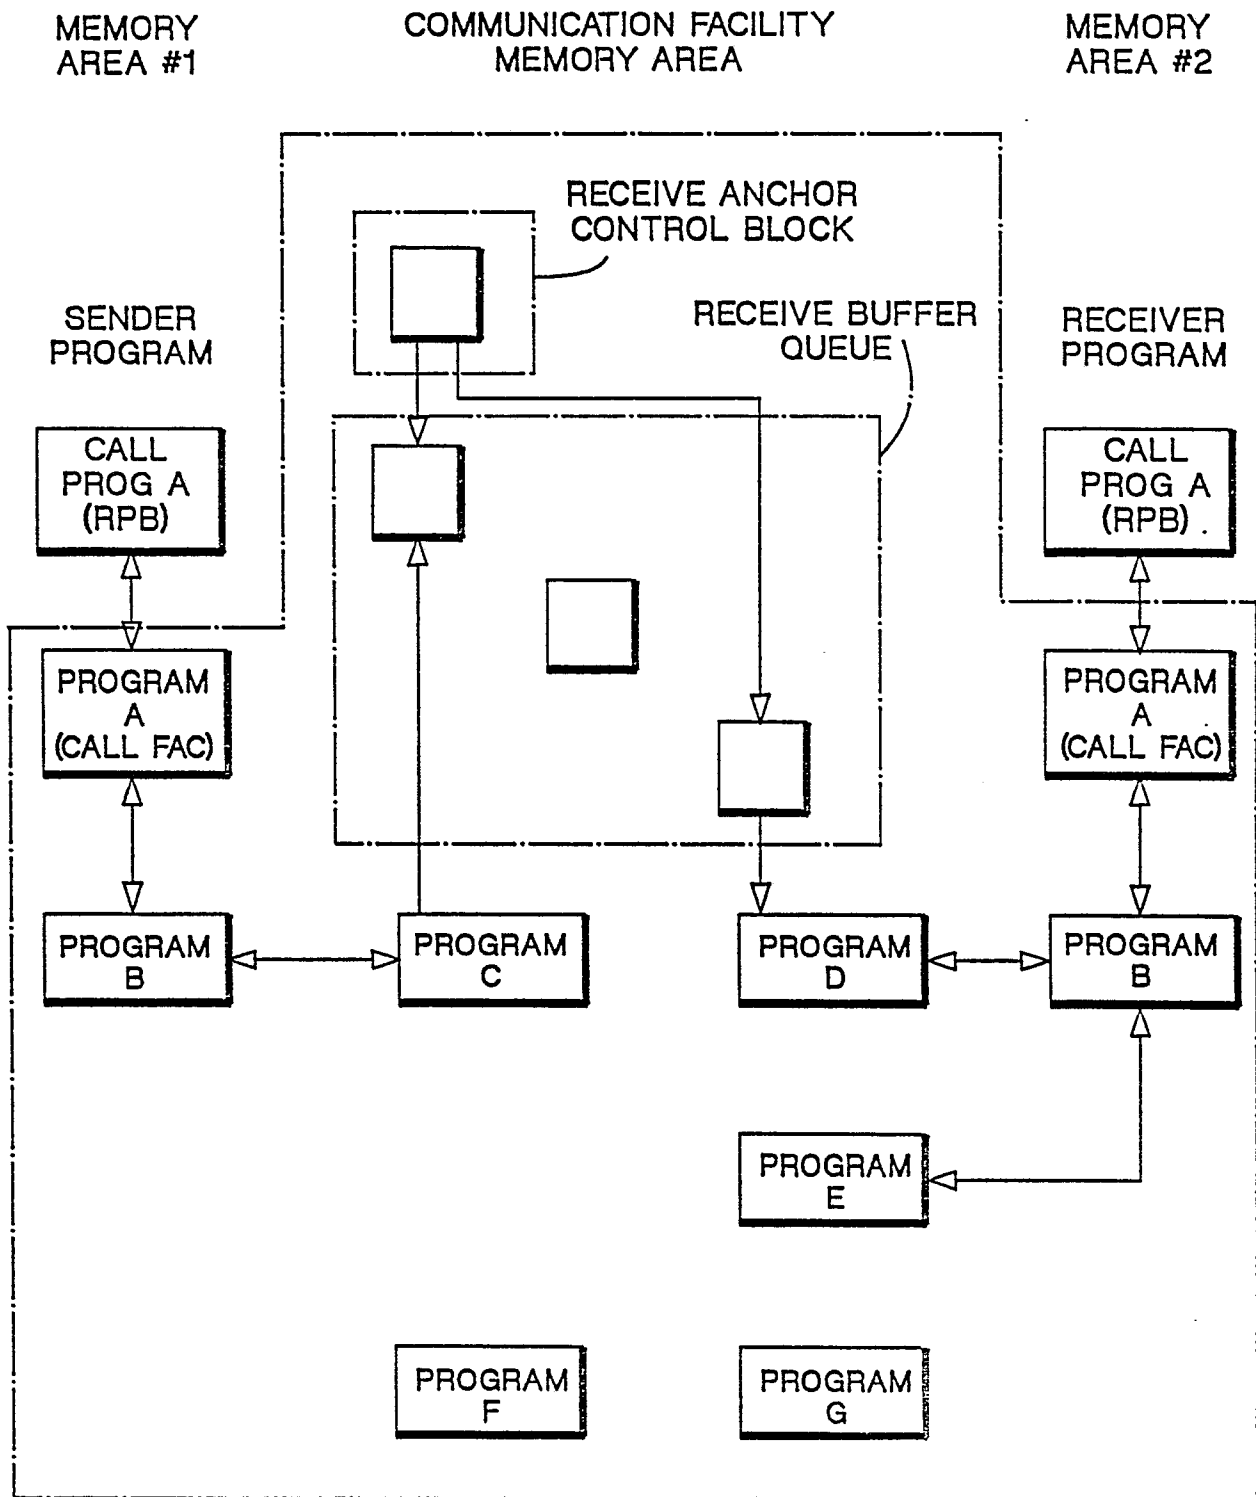 MEMORY
AREA #1
COMMUNICATION FACILITY
MEMORY AREA
MEMORY
AREA #2
RECEIVE ANCHOR
CONTROL BLOCK
SENDER
PROGRAM
RECEIVE BUFFER
QUEUE
RECEIVER
PROGRAM
CALL
PROG A
(RPB)
CALL
PROG A
(RPB)
PROGRAM
A
(CALL FAC)
PROGRAM
A
(CALL FAC)
PROGRAM
B
PROGRAM
C
PROGRAM
D
PROGRAM
B
PROGRAM
E
PROGRAM
F
PROGRAM
G